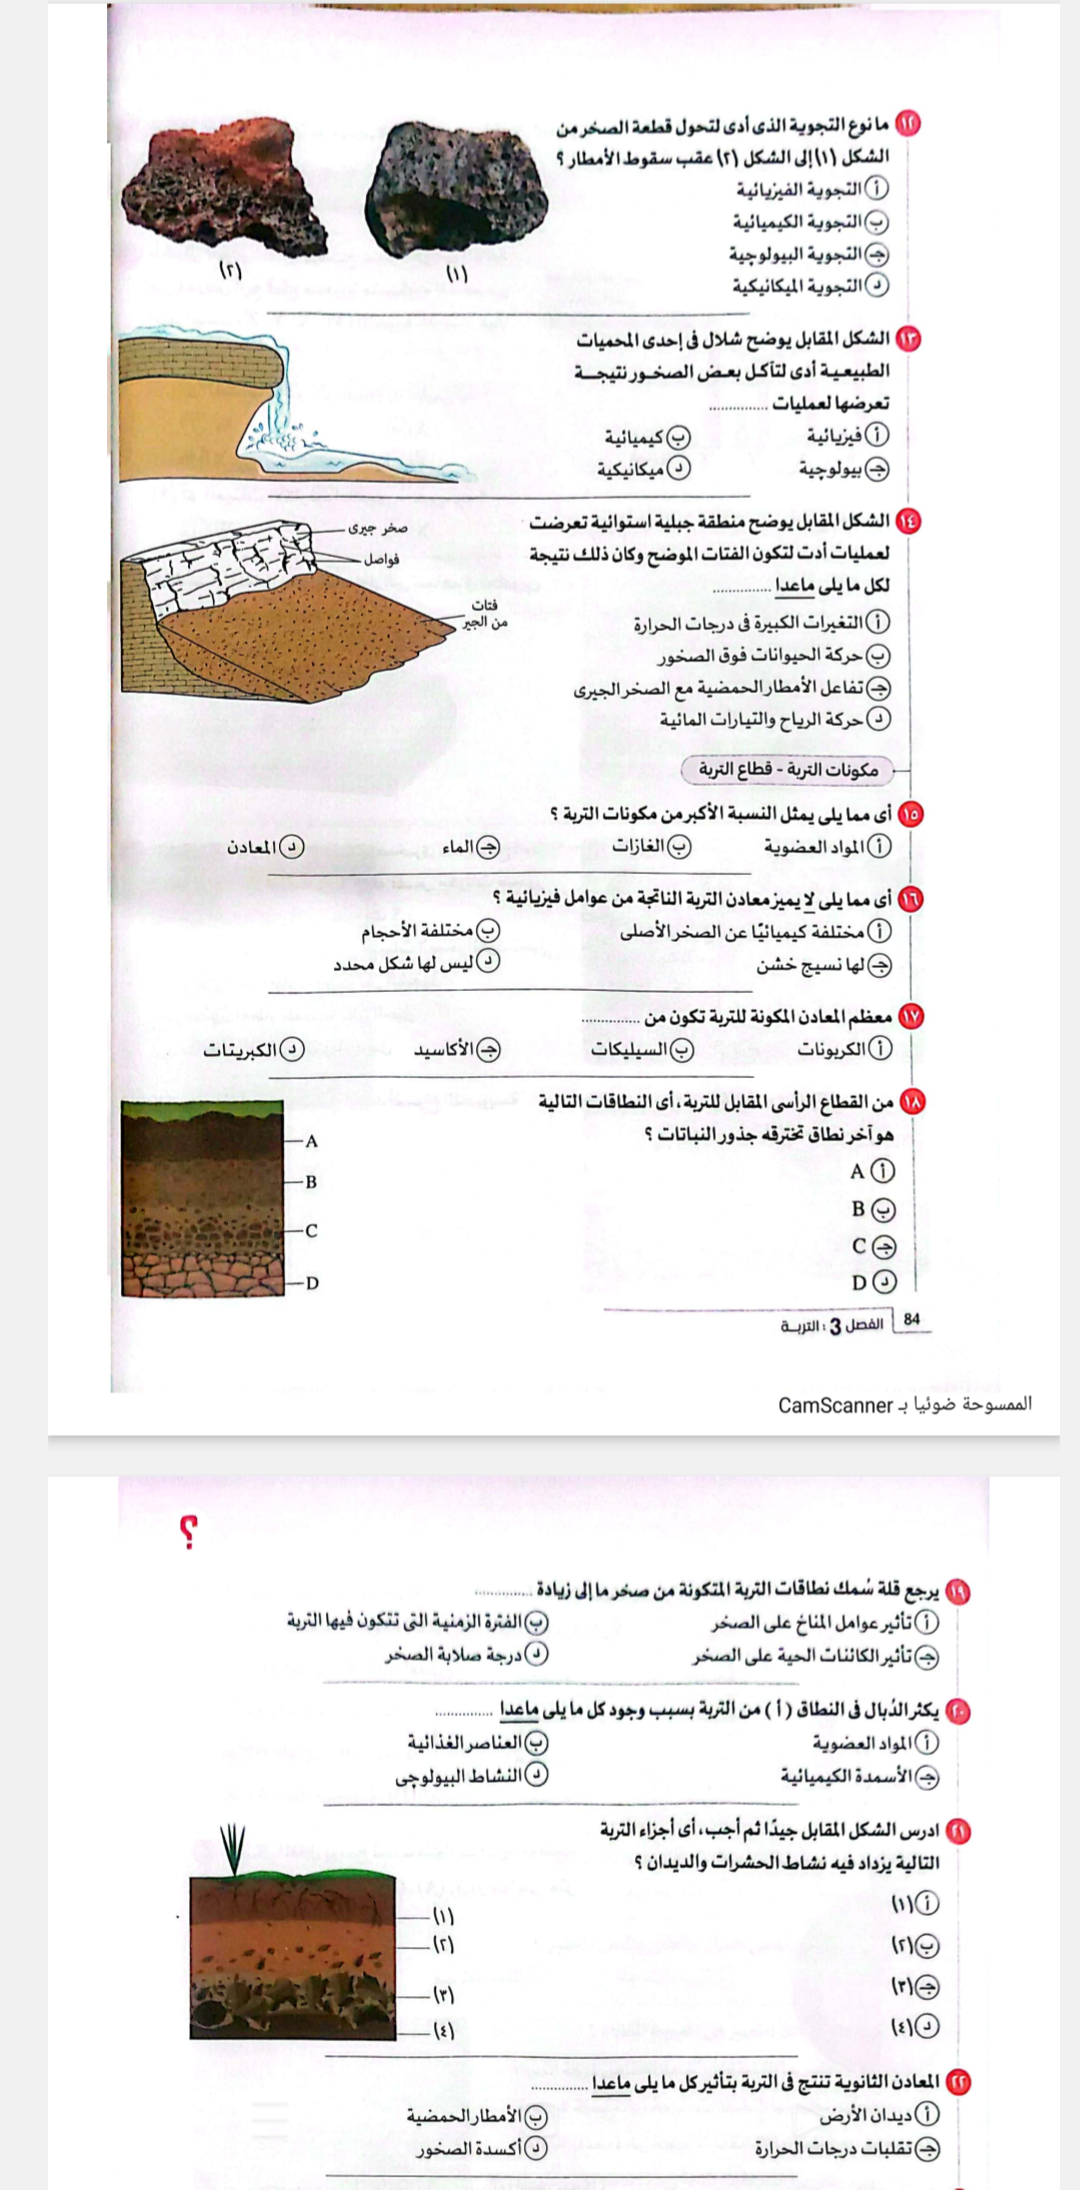 ١٢ ما نوع التجوية الذى أدى لتحول قطعة الصخر من
الشكل (١) إلى الشكل (٢) عقب سقوط الأمطار ؟
أ التجوية الفيزيائية
ب التجوية الكيميائية
جـ التجوية البيولوجية
د التجوية الميكانيكية
(١)
(٢)
١٣ الشكل المقابل يوضح شلال فى إحدى المحميات
الطبيعية أدى لتآكل بعض الصخور نتيجة
تعرضها لعمليات ..............
أ فيزيائية ب كيميائية
جـ بيولوجية د ميكانيكية
١٤ الشكل المقابل يوضح منطقة جبلية استوائية تعرضت
لعمليات أدت لتكون الفتات الموضح وكان ذلك نتيجة
لكل ما يلى ماعدا ..............
أ التغيرات الكبيرة فى درجات الحرارة
ب حركة الحيوانات فوق الصخور
جـ تفاعل الأمطار الحمضية مع الصخر الجيرى
د حركة الرياح والتيارات المائية
صخر جيرى
فواصل
فتات
من الجير
مكونات التربة - قطاع التربة
١٥ أى مما يلى يمثل النسبة الأكبر من مكونات التربة ؟
أ المواد العضوية ب الغازات جـ الماء د المعادن
١٦ أى مما يلى لا يميز معادن التربة الناتجة من عوامل فيزيائية ؟
أ مختلفة كيميائيًا عن الصخر الأصلى ب مختلفة الأحجام
جـ لها نسيج خشن د ليس لها شكل محدد
١٧ معظم المعادن المكونة للتربة تكون من ..............
أ الكربونات ب السيليكات جـ الأكاسيد د الكبريتات
١٨ من القطاع الرأسى المقابل للتربة، أى النطاقات التالية
هو آخر نطاق تخترقه جذور النباتات ؟
أ A
ب B
جـ C
د D
A
B
C
D
84 الفصل 3 : التربة
الممسوحة ضوئيا بـ CamScanner
؟
١٩ يرجع قلة سُمك نطاقات التربة المتكونة من صخر ما إلى زيادة ..............
أ تأثير عوامل المناخ على الصخر ب الفترة الزمنية التى تتكون فيها التربة
جـ تأثير الكائنات الحية على الصخر د درجة صلابة الصخر
٢٠ يكثر الدُبال فى النطاق ( أ ) من التربة بسبب وجود كل ما يلى ماعدا ..............
أ المواد العضوية ب العناصر الغذائية
جـ الأسمدة الكيميائية د النشاط البيولوجى
٢١ ادرس الشكل المقابل جيدًا ثم أجب، أى أجزاء التربة
التالية يزداد فيه نشاط الحشرات والديدان ؟
أ (١)
ب (٢)
جـ (٣)
د (٤)
(١)
(٢)
(٣)
(٤)
٢٢ المعادن الثانوية تنتج فى التربة بتأثير كل ما يلى ماعدا ..............
أ ديدان الأرض ب الأمطار الحمضية
جـ تقلبات درجات الحرارة د أكسدة الصخور